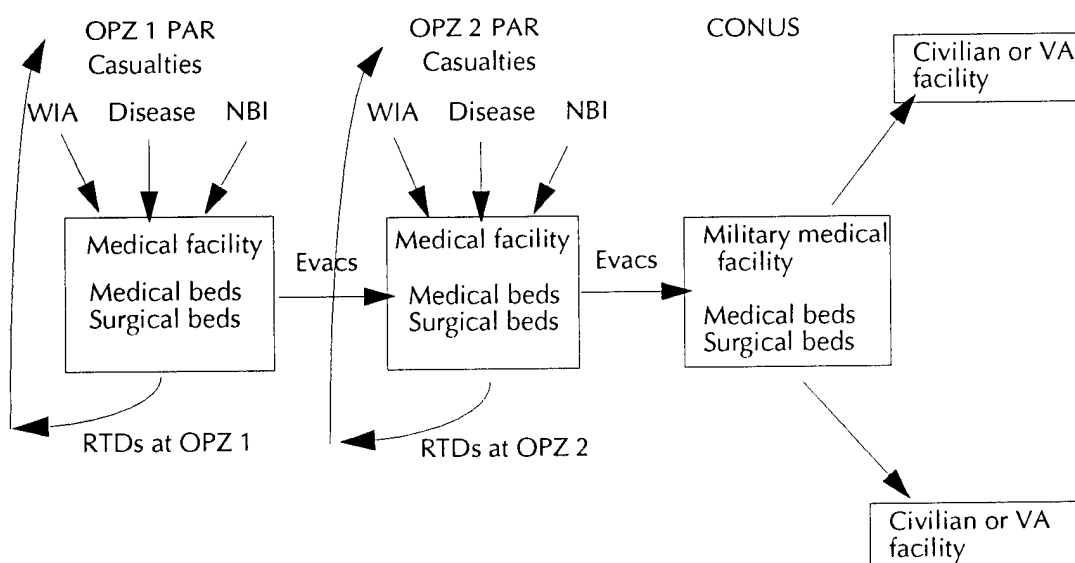 OPZ 1 PAR
Casualties
WIA Disease NBI
Medical facility
Medical beds
Surgical beds
RTDs at OPZ 1
Evacs
OPZ 2 PAR
Casualties
WIA Disease NBI
Medical facility
Medical beds
Surgical beds
RTDs at OPZ 2
Evacs
CONUS
Military medical
facility
Medical beds
Surgical beds
Civilian or VA
facility
Civilian or VA
facility